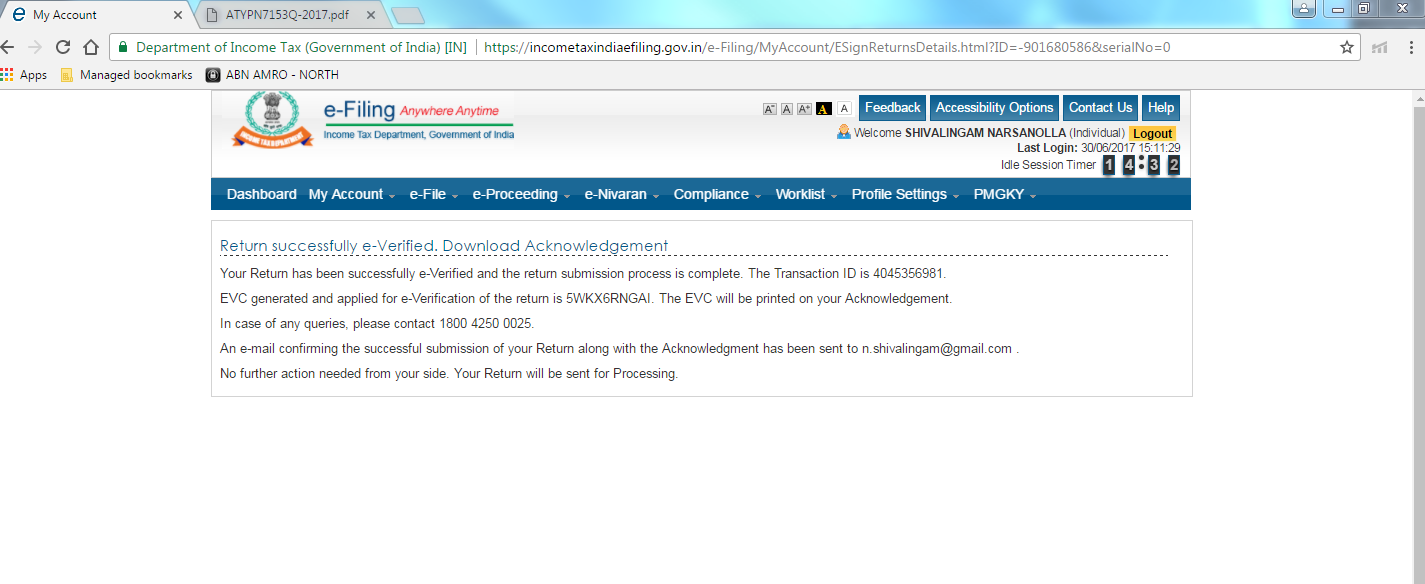 My Account
ATYPN7153Q-2017.pdf
Department of Income Tax (Government of India) [IN] https://incometaxindiaefiling.gov.in/e-Filing/MyAccount/ESignReturnsDetails.html?ID=-901680586&serialNo=0
Apps Managed bookmarks ABN AMRO - NORTH
e-Filing Anywhere Anytime
Income Tax Department, Government of India
A- A A+ A A Feedback Accessibility Options Contact Us Help
Welcome SHIVALINGAM NARSANOLLA (Individual) Logout
Last Login: 30/06/2017 15:11:29
Idle Session Timer 1 4 : 3 2
Dashboard My Account e-File e-Proceeding e-Nivaran Compliance Worklist Profile Settings PMGKY
Return successfully e-Verified. Download Acknowledgement
Your Return has been successfully e-Verified and the return submission process is complete. The Transaction ID is 4045356981.
EVC generated and applied for e-Verification of the return is 5WKX6RNGAI. The EVC will be printed on your Acknowledgement.
In case of any queries, please contact 1800 4250 0025.
An e-mail confirming the successful submission of your Return along with the Acknowledgment has been sent to n.shivalingam@gmail.com .
No further action needed from your side. Your Return will be sent for Processing.